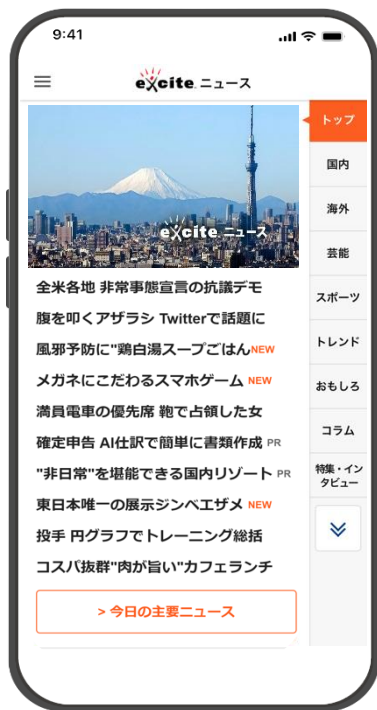 9:41
excite ニュース
excite ニュース
全米各地 非常事態宣言の抗議デモ
腹を叩くアザラシ Twitterで話題に
風邪予防に"鶏白湯スープごはんNEW
メガネにこだわるスマホゲーム NEW
満員電車の優先席 鞄で占領した女
確定申告 AI仕訳で簡単に書類作成 PR
"非日常"を堪能できる国内リゾート PR
東日本唯一の展示ジンベエザメ NEW
投手 円グラフでトレーニング総括
コスパ抜群"肉が旨い"カフェランチ
> 今日の主要ニュース
トップ
国内
海外
芸能
スポーツ
トレンド
おもしろ
コラム
特集・イン
タビュー